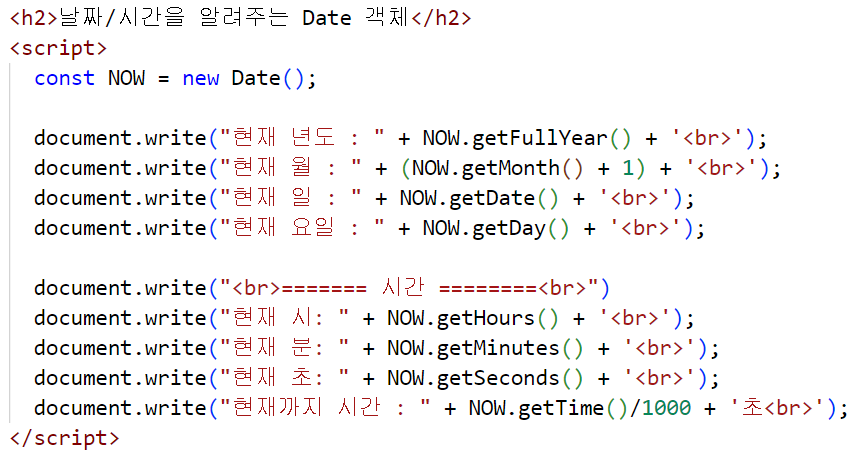 <h2>날짜/시간을 알려주는 Date 객체</h2>
<script>
const NOW = new Date();
document.write("현재 년도 : " + NOW.getFullYear() + '<br>');
document.write("현재 월 : " + (NOW.getMonth() + 1) + '<br>');
document.write("현재 일 : " + NOW.getDate() + '<br>');
document.write("현재 요일 : " + NOW.getDay() + '<br>');
document.write("<br>======= 시간 ========<br>")
document.write("현재 시: " + NOW.getHours() + '<br>');
document.write("현재 분: " + NOW.getMinutes() + '<br>');
document.write("현재 초: " + NOW.getSeconds() + '<br>');
document.write("현재까지 시간 : " + NOW.getTime()/1000 + '초<br>');
</script>